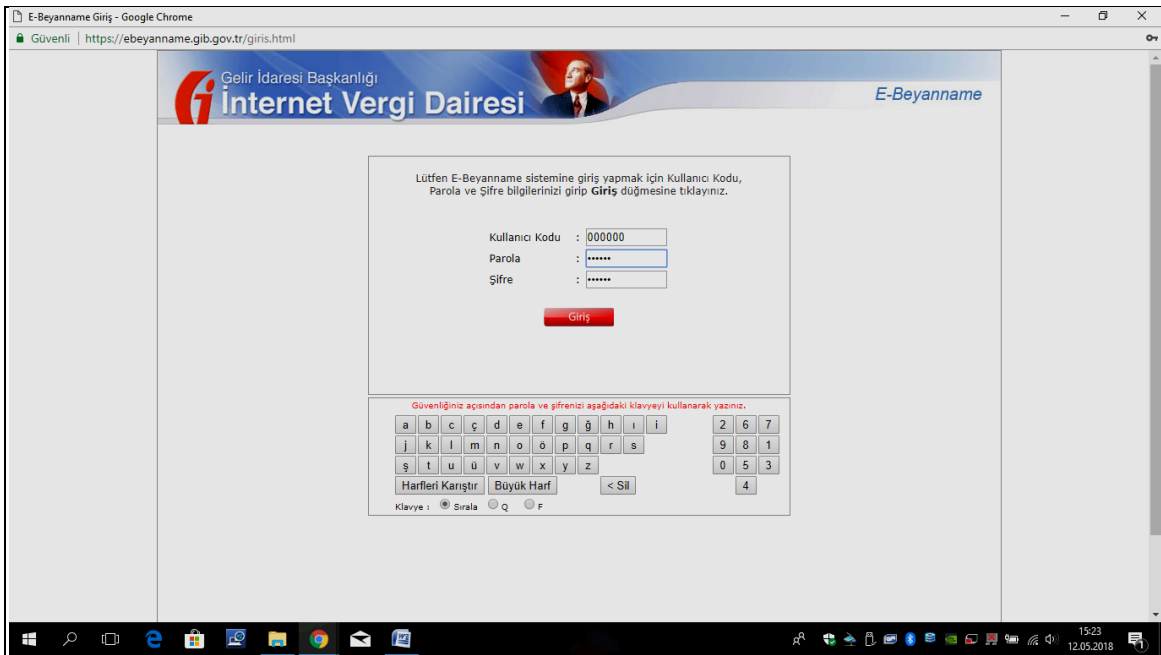 E-Beyanname Giriş - Google Chrome
Güvenli | https://ebeyanname.gib.gov.tr/giris.html
Gelir İdaresi Başkanlığı
İnternet Vergi Dairesi
E-Beyanname
Lütfen E-Beyanname sistemine giriş yapmak için Kullanıcı Kodu,
Parola ve Şifre bilgilerinizi girip Giriş düğmesine tıklayınız.
Kullanıcı Kodu : 000000
Parola : ••••••
Şifre : ••••••
Giriş
Güvenliğiniz açısından parola ve şifrenizi aşağıdaki klavyeyi kullanarak yazınız.
a b c ç d e f g ğ h ı i 2 6 7
j k l m n o ö p q r s 9 8 1
ş t u ü v w x y z 0 5 3
Harfleri Karıştır Büyük Harf < Sil 4
Klavye : Sırala Q F
15:23
12.05.2018